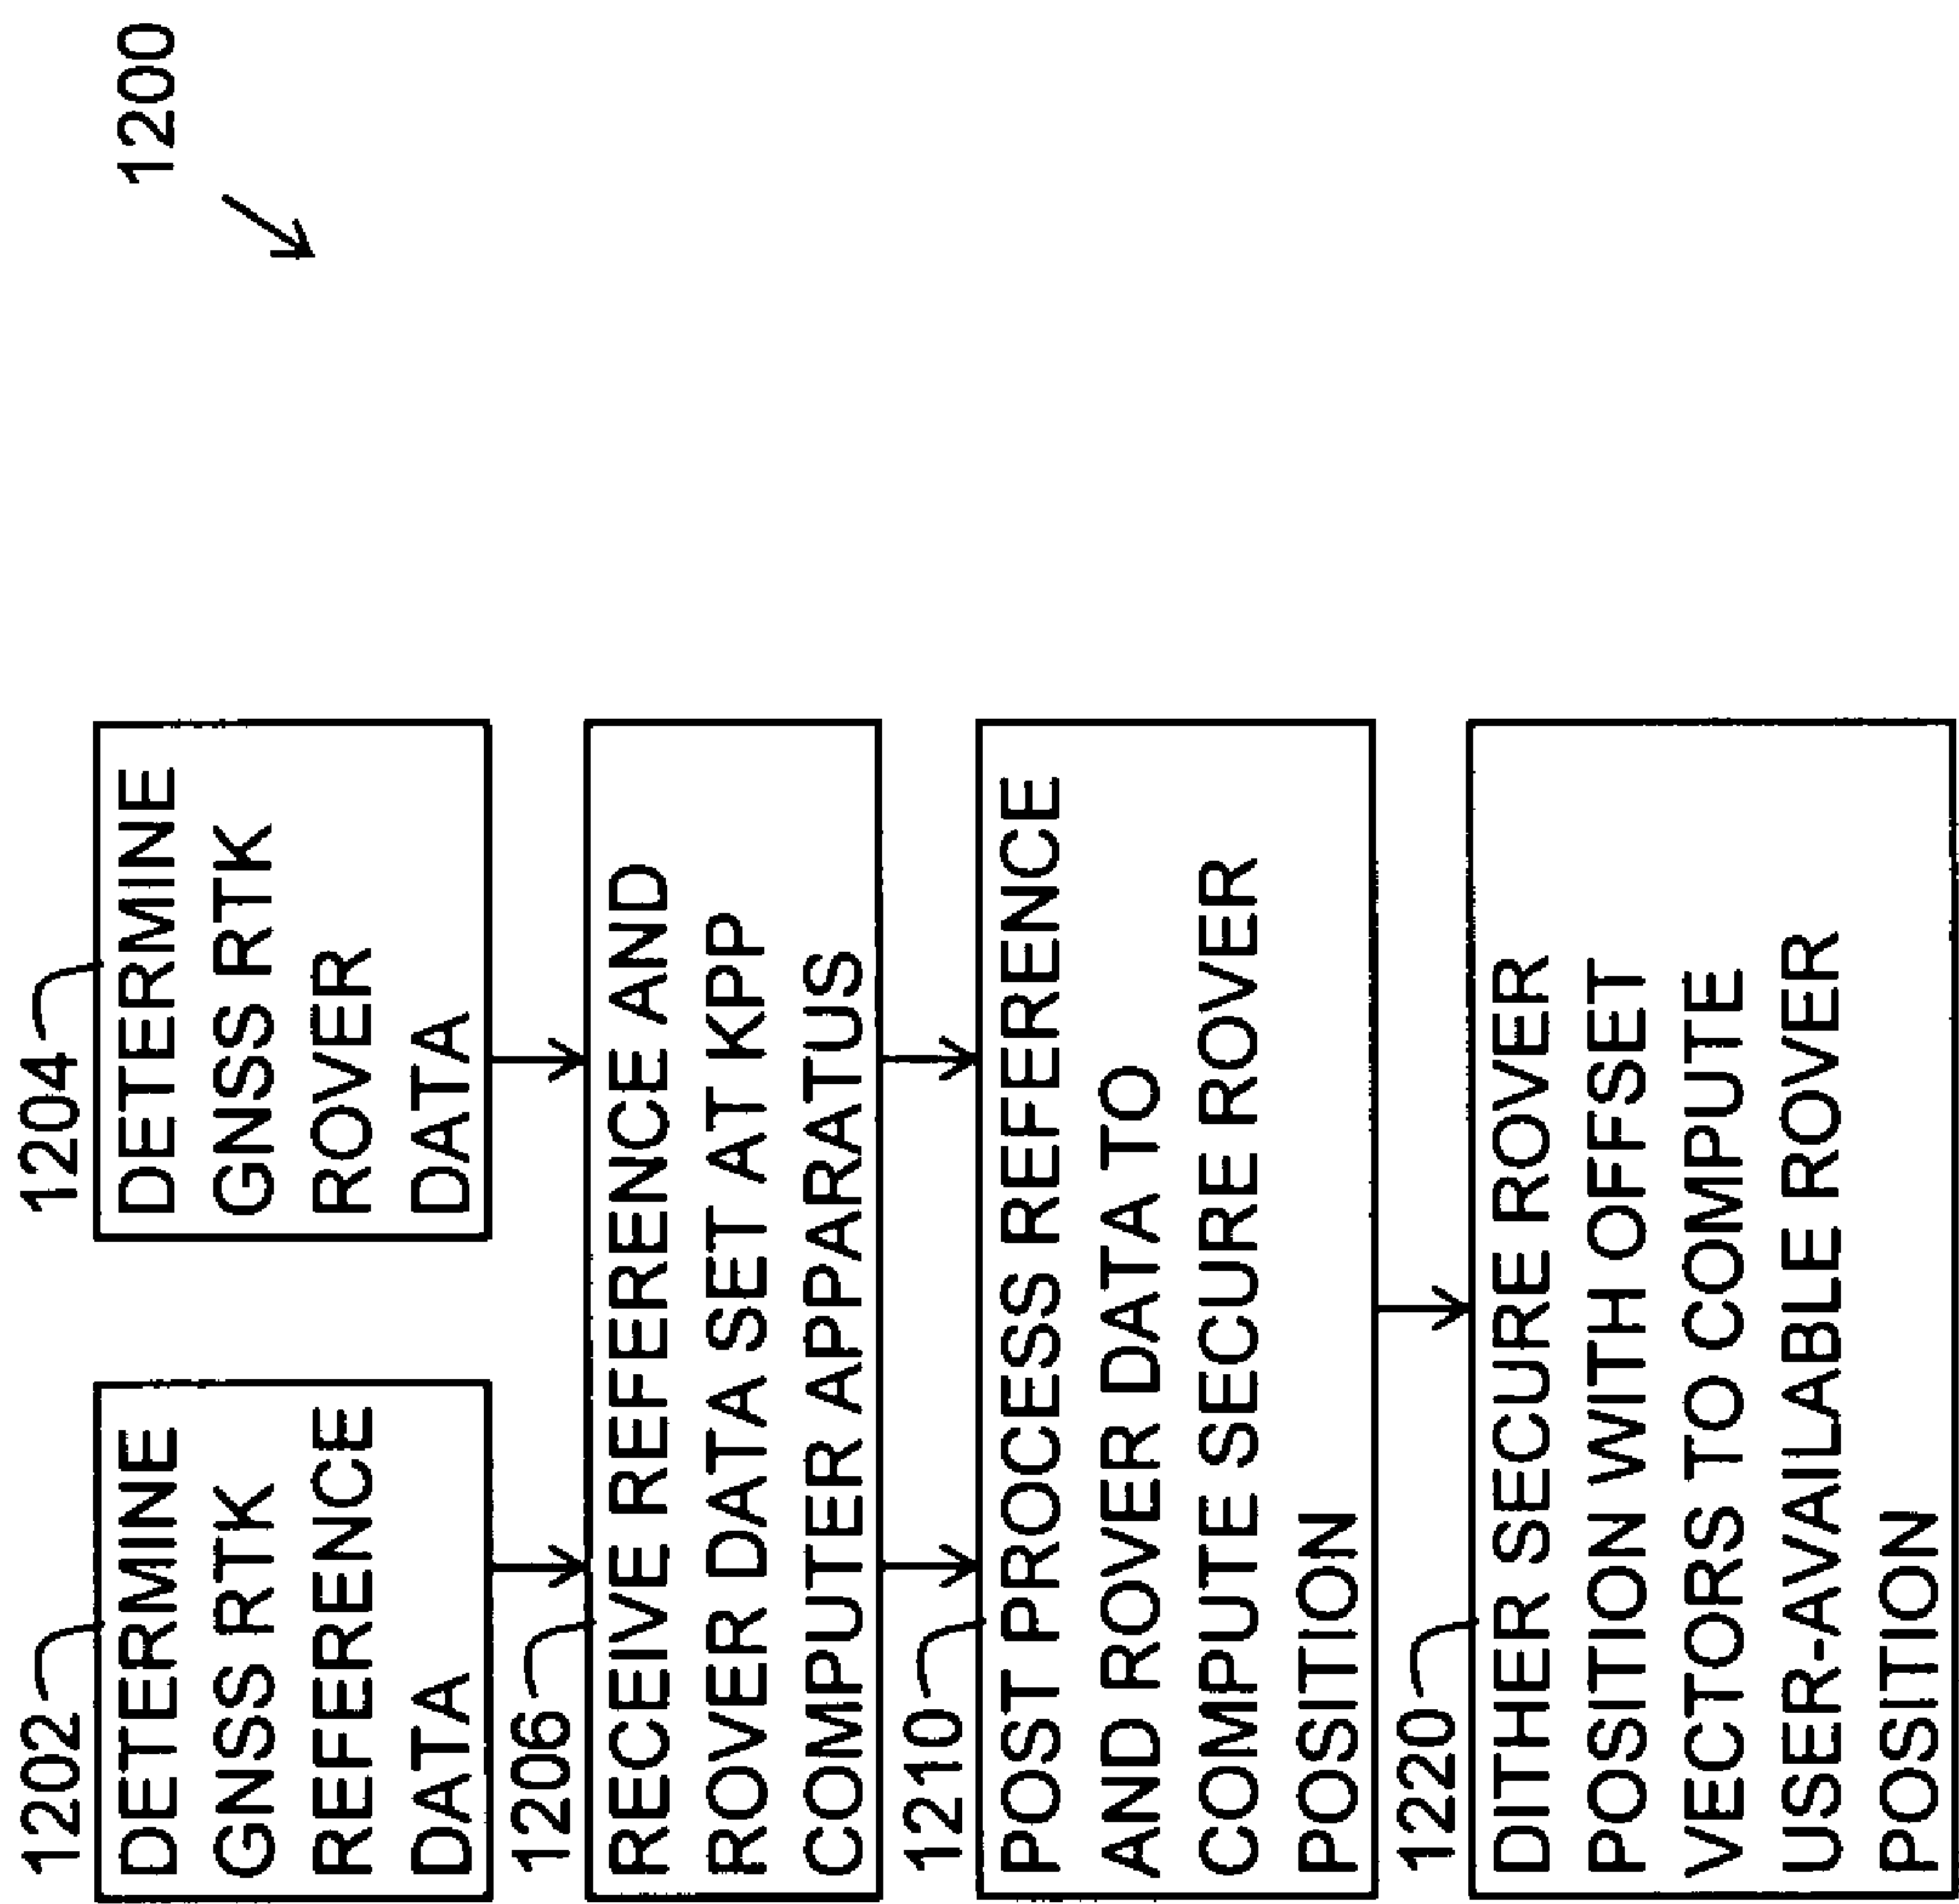 1200
1202
DETERMINE
GNSS RTK
REFERENCE
DATA
1204
DETERMINE
GNSS RTK
ROVER
DATA
1206
RECEIVE REFERENCE AND
ROVER DATA SET AT KPP
COMPUTER APPARATUS
1210
POST PROCESS REFERENCE
AND ROVER DATA TO
COMPUTE SECURE ROVER
POSITION
1220
DITHER SECURE ROVER
POSITION WITH OFFSET
VECTORS TO COMPUTE
USER-AVAILABLE ROVER
POSITION